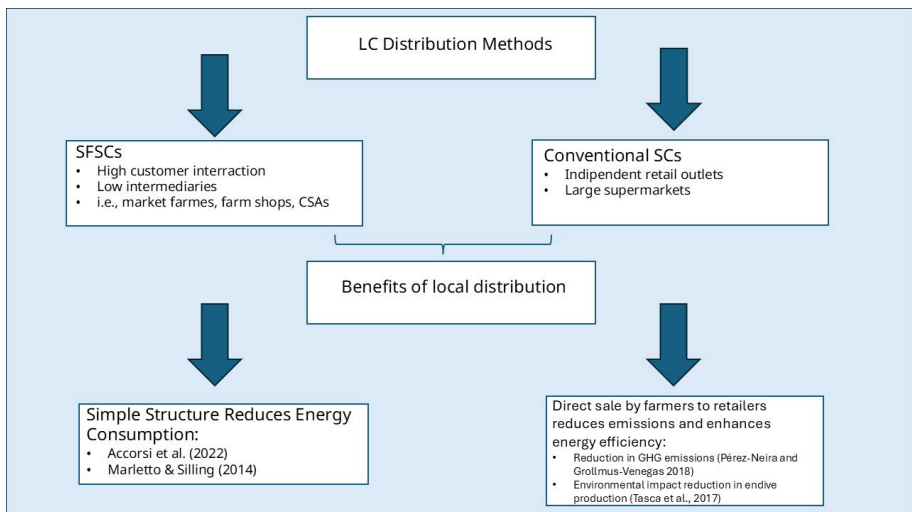 LC Distribution Methods
SFSCs
• High customer interraction
• Low intermediaries
• i.e., market farmes, farm shops, CSAs
Conventional SCs
• Indipendent retail outlets
• Large supermarkets
Benefits of local distribution
Simple Structure Reduces Energy
Consumption:
• Accorsi et al. (2022)
• Marletto & Silling (2014)
Direct sale by farmers to retailers
reduces emissions and enhances
energy efficiency:
• Reduction in GHG emissions (Pérez-Neira and
Grollmus-Venegas 2018)
• Environmental impact reduction in endive
production (Tasca et al., 2017)